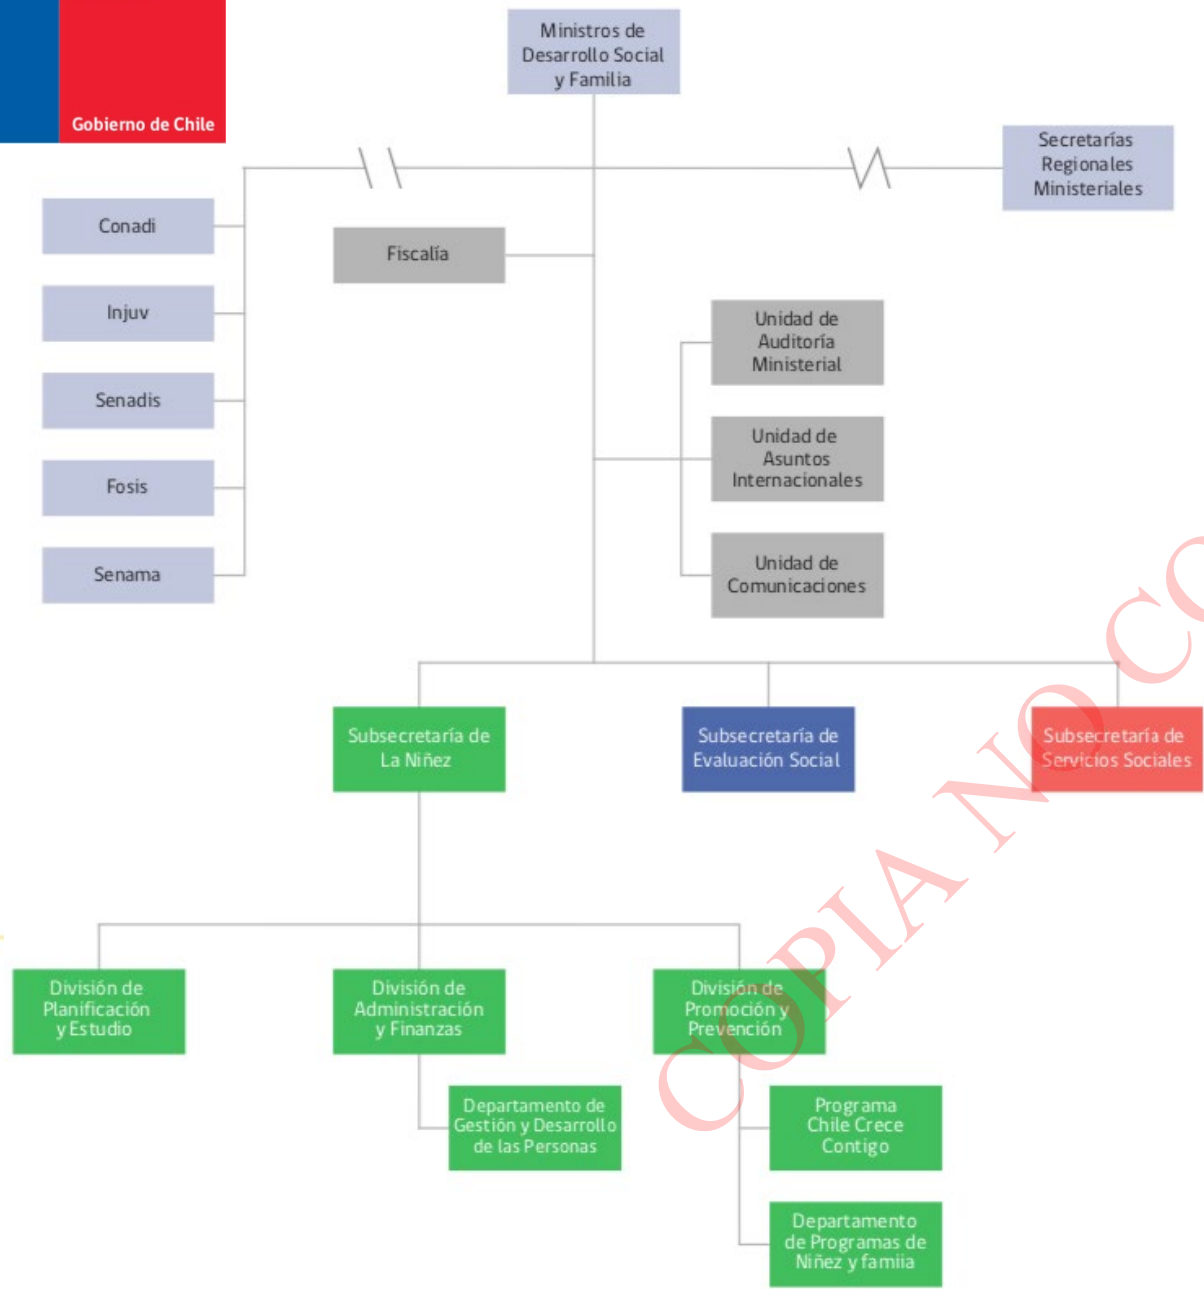 Gobierno de Chile
Ministros de
Desarrollo Social
y Familia
Secretarías
Regionales
Ministeriales
Conadi
Injuv
Senadis
Fosis
Senama
Fiscalía
Unidad de
Auditoría
Ministerial
Unidad de
Asuntos
Internacionales
Unidad de
Comunicaciones
Subsecretaría de
La Niñez
Subsecretaría de
Evaluación Social
Subsecretaría de
Servicios Sociales
División de
Planificación
y Estudio
División de
Administración
y Finanzas
División de
Promoción y
Prevención
Departamento de
Gestión y Desarrollo
de las Personas
Programa
Chile Crece
Contigo
Departamento
de Programas de
Niñez y famiia
COPIA NO CO